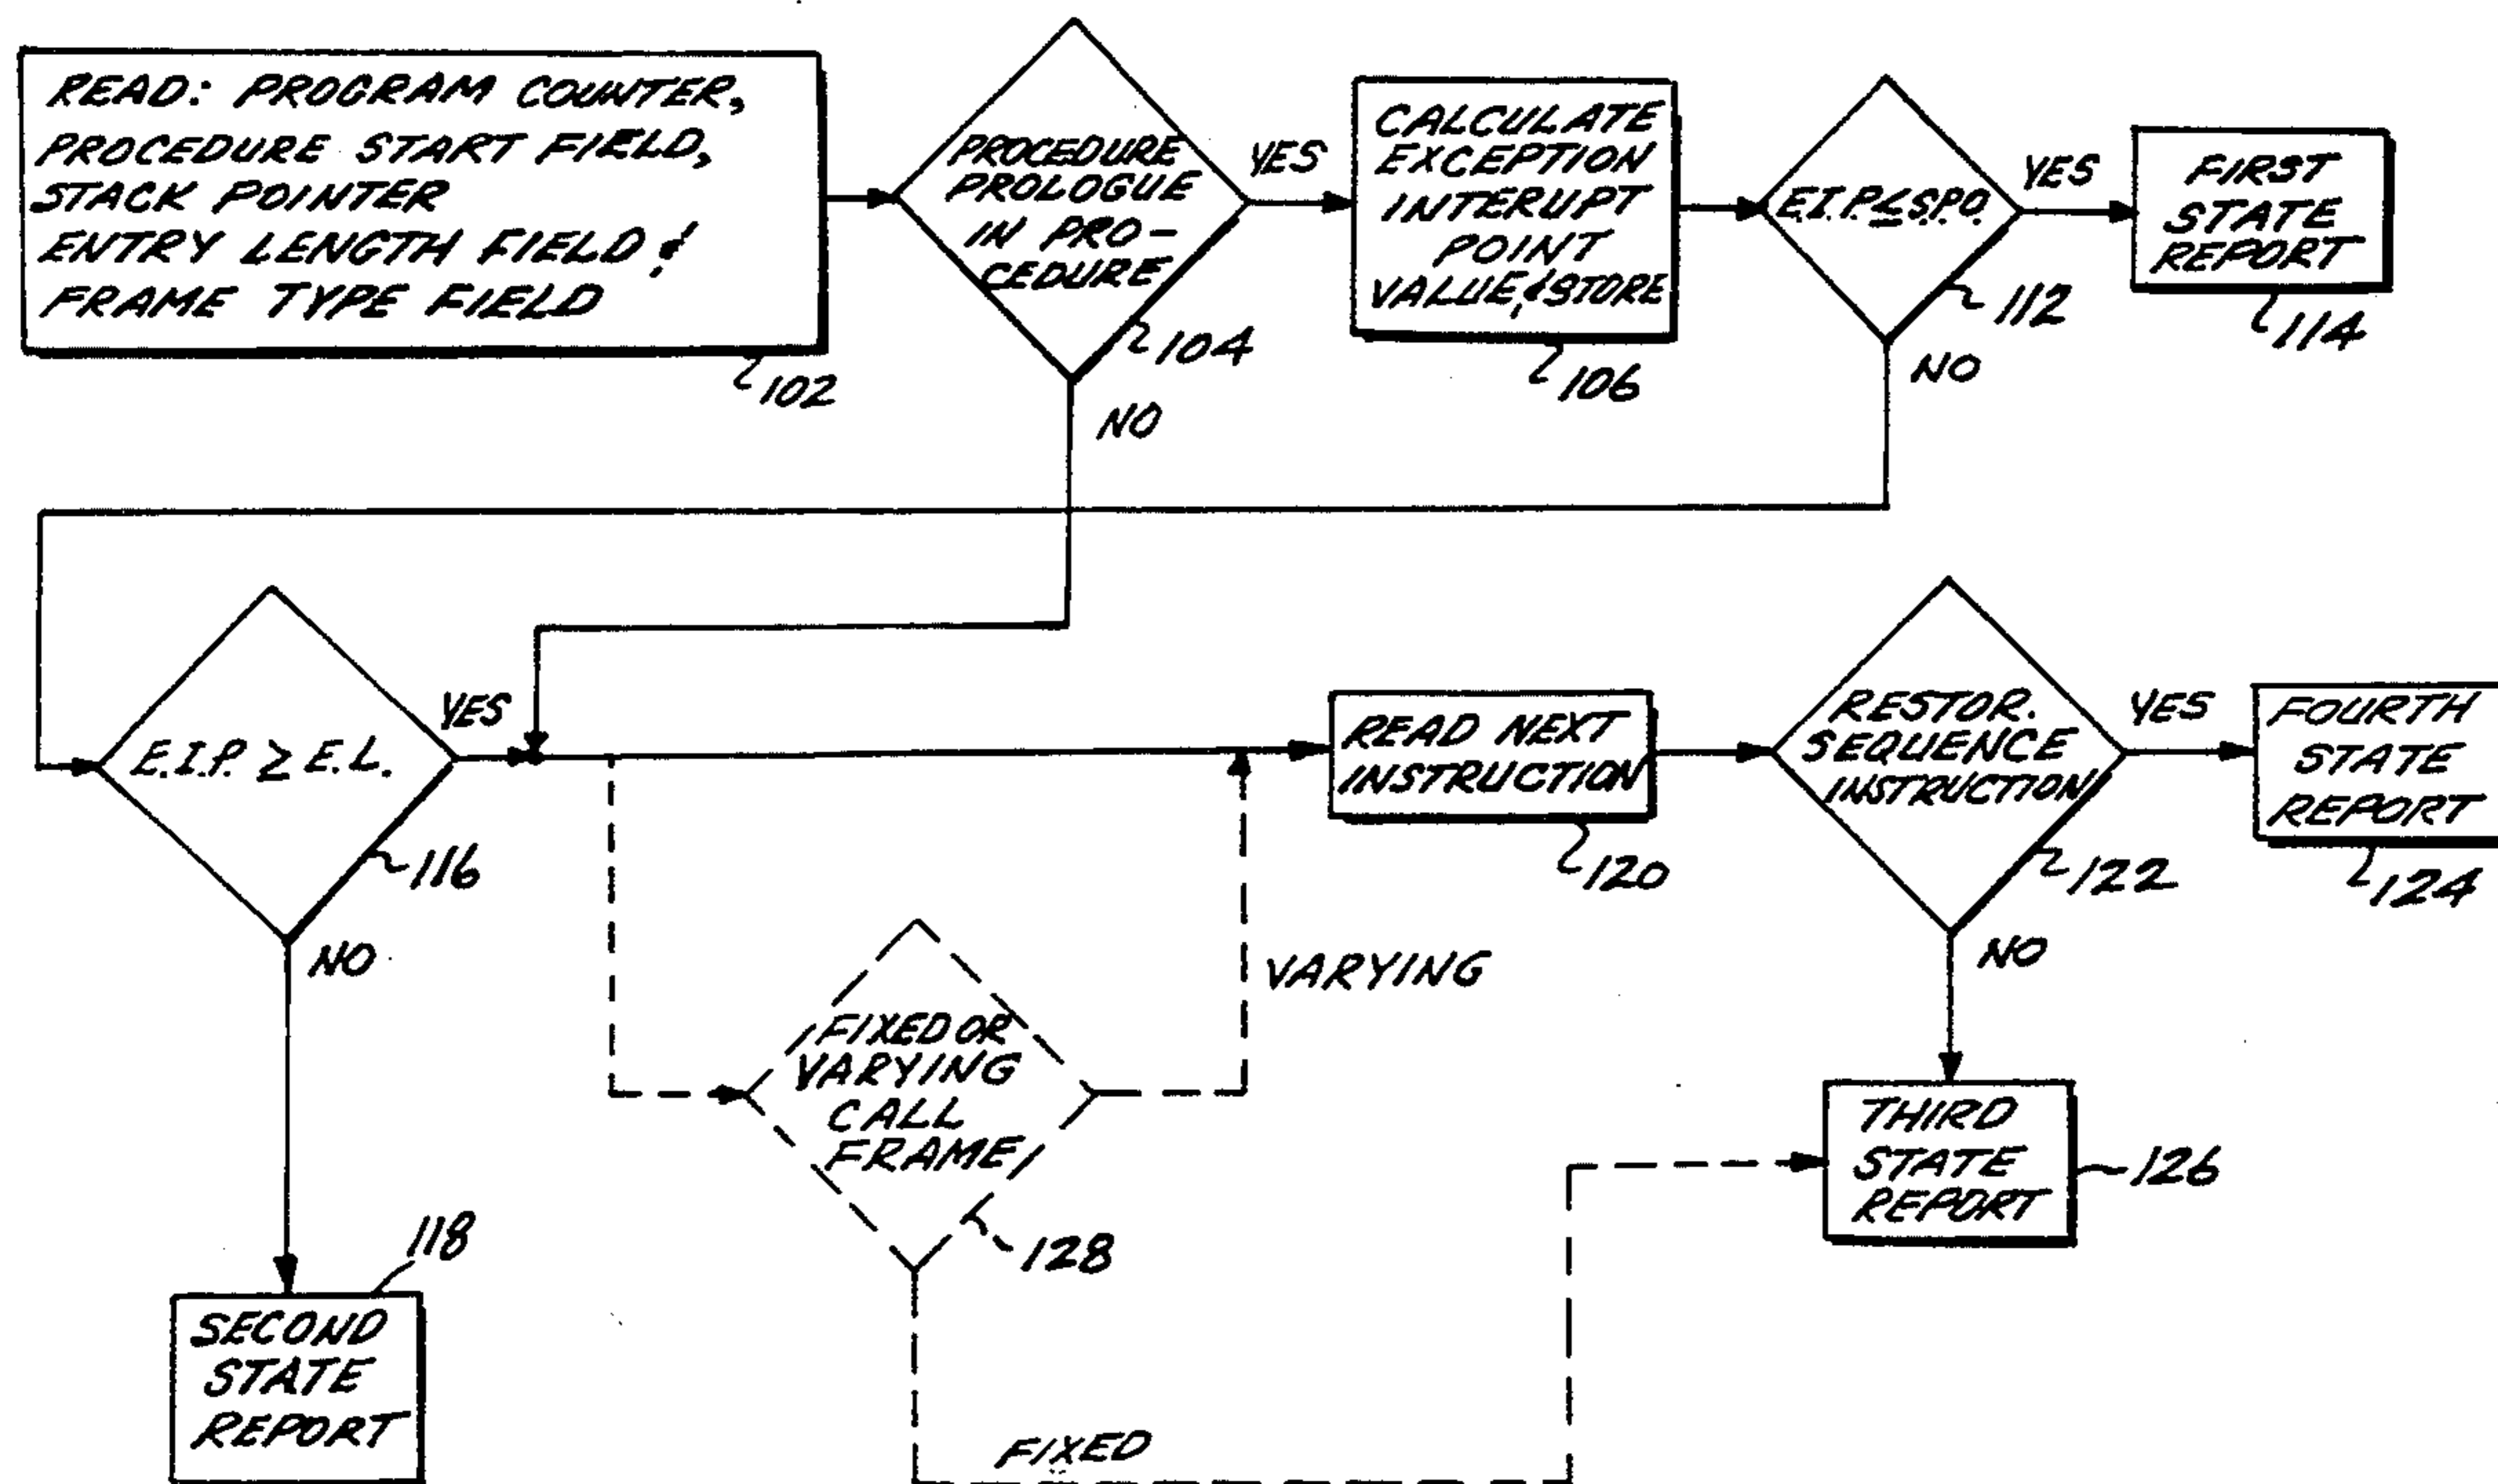 READ: PROGRAM COUNTER,
PROCEDURE START FIELD,
STACK POINTER
ENTRY LENGTH FIELD &
FRAME TYPE FIELD
102
PROCEDURE
PROLOGUE
IN PRO-
CEDURE
104
YES
NO
CALCULATE
EXCEPTION
INTERUPT
POINT
VALUE, & STORE
106
E.I.P. ≤ S.P.O.
112
YES
NO
FIRST
STATE
REPORT
114
E.I.P. ≥ E.L.
116
YES
NO
READ NEXT
INSTRUCTION
120
RESTOR.
SEQUENCE
INSTRUCTION
122
YES
NO
FOURTH
STATE
REPORT
124
FIXED OR
VARYING
CALL
FRAME
128
VARYING
FIXED
THIRD
STATE
REPORT
126
118
SECOND
STATE
REPORT